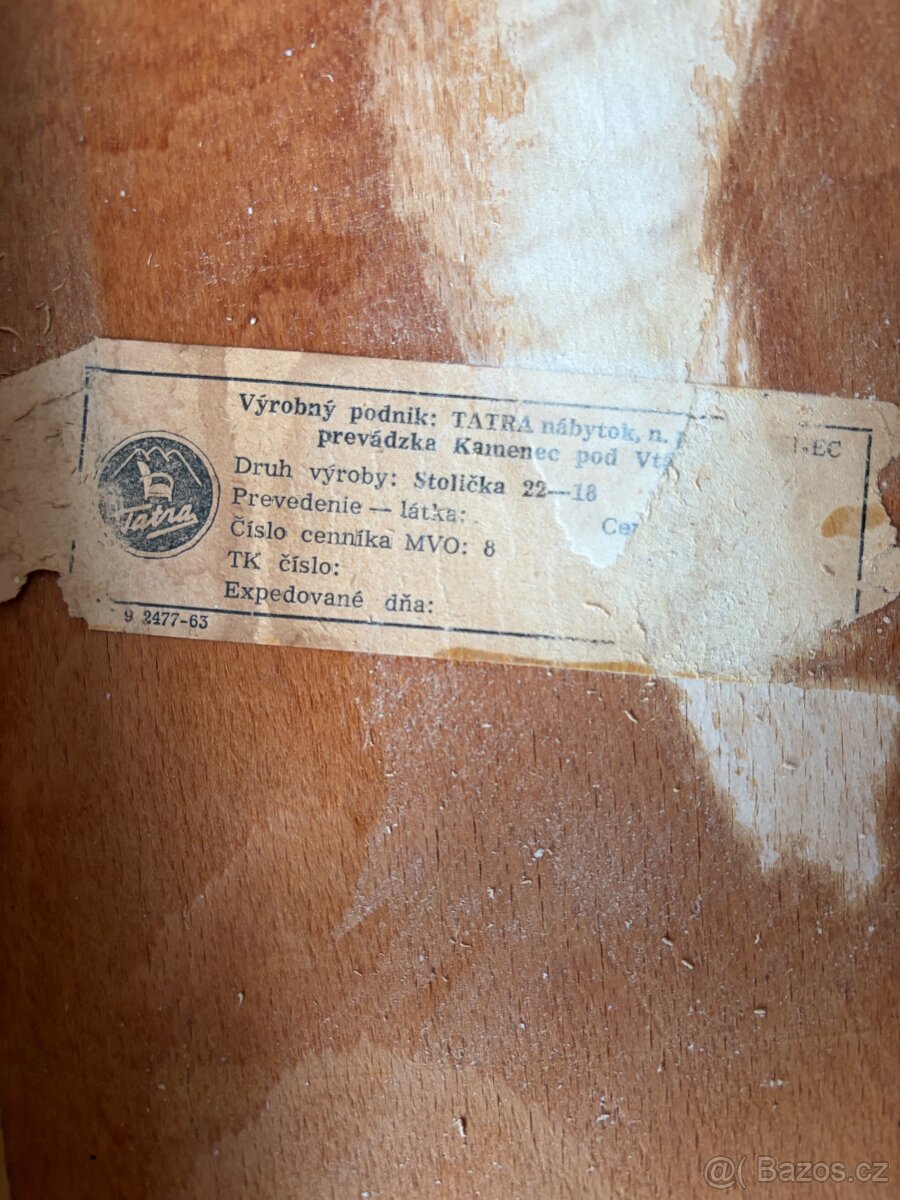 Výrobný podnik: TATRA nábytok, n.
prevádzka Kamenec pod
Druh výroby: Stolička 22—18
Prevedenie — látka:
Číslo cenníka MVO: 8
TK číslo:
Expedované dňa:
Tatra
9 2477-63
@( Bazos.cz